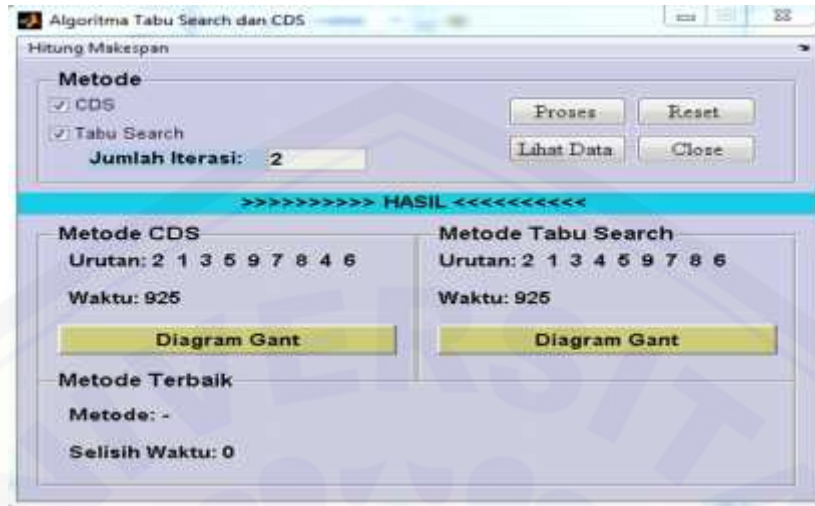 Algoritma Tabu Search dan CDS
Hitung Makespan
Metode
CDS
Tabu Search
Jumlah Iterasi: 2
Proses Reset
Lihat Data Close
>>>>>>>>>> HASIL <<<<<<<<<<
Metode CDS
Urutan: 2 1 3 5 9 7 8 4 6
Waktu: 925
Diagram Gant
Metode Tabu Search
Urutan: 2 1 3 4 5 9 7 8 6
Waktu: 925
Diagram Gant
Metode Terbaik
Metode: -
Selisih Waktu: 0